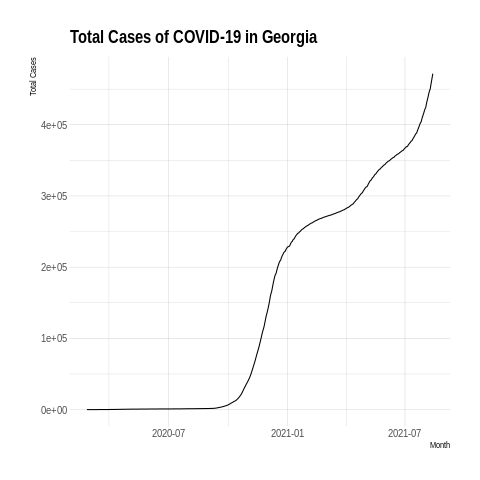 Total Cases of COVID-19 in Georgia
Total Cases
4e+05
3e+05
2e+05
1e+05
0e+00
2020-07
2021-01
2021-07
Month